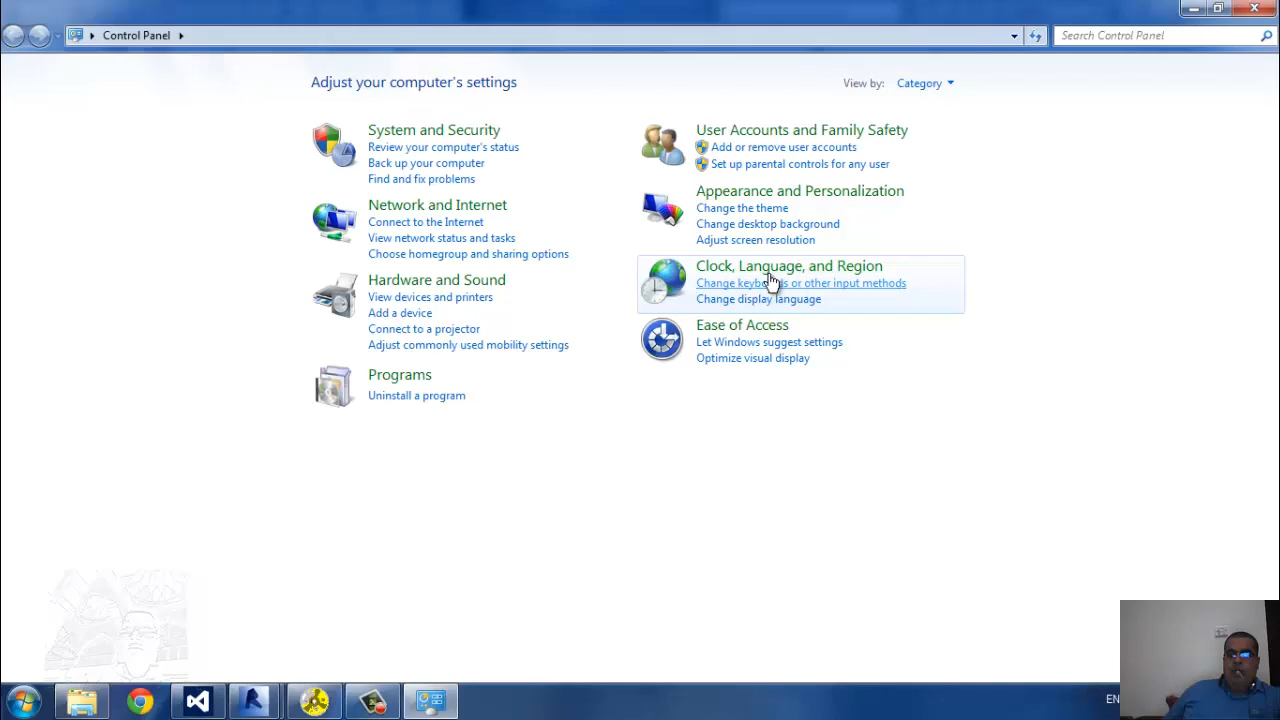 Control Panel
Search Control Panel
Adjust your computer's settings
View by: Category
System and Security
Review your computer's status
Back up your computer
Find and fix problems
Network and Internet
Connect to the Internet
View network status and tasks
Choose homegroup and sharing options
Hardware and Sound
View devices and printers
Add a device
Connect to a projector
Adjust commonly used mobility settings
Programs
Uninstall a program
User Accounts and Family Safety
Add or remove user accounts
Set up parental controls for any user
Appearance and Personalization
Change the theme
Change desktop background
Adjust screen resolution
Clock, Language, and Region
Change keyboards or other input methods
Change display language
Ease of Access
Let Windows suggest settings
Optimize visual display
EN